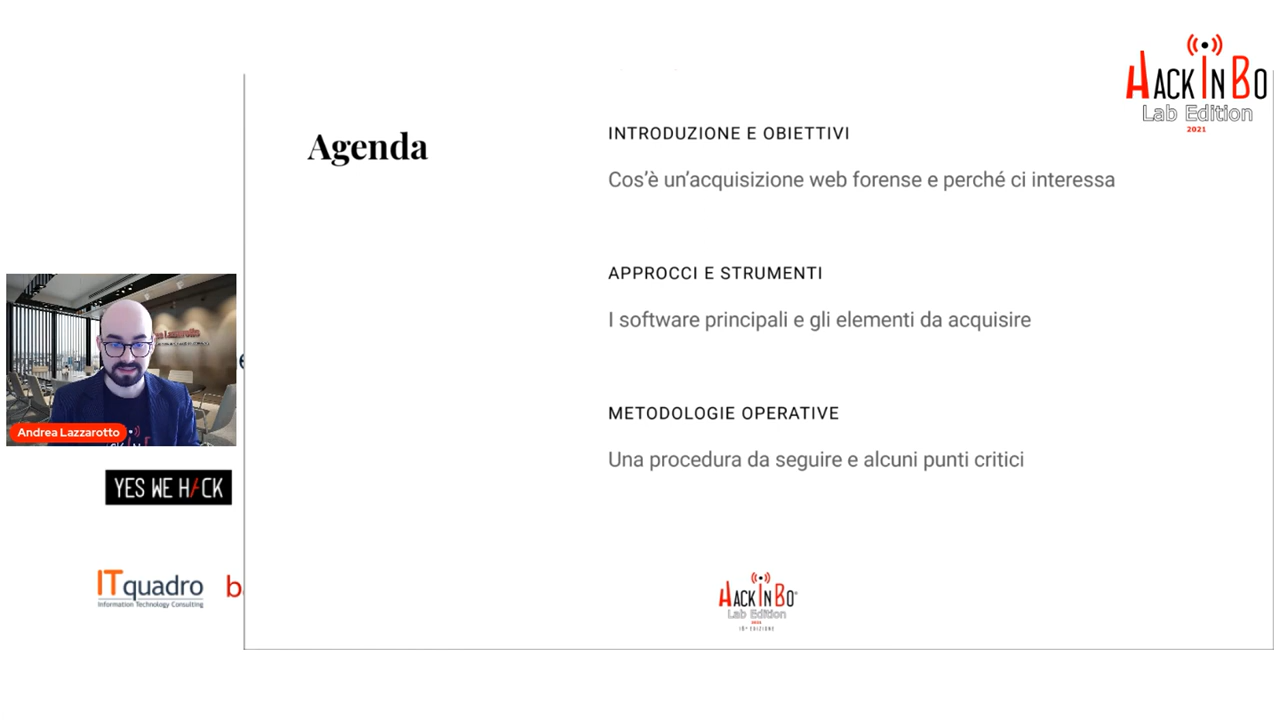 HACKINBO
Lab Edition
2021
Agenda
INTRODUZIONE E OBIETTIVI
Cos'è un'acquisizione web forense e perché ci interessa
APPROCCI E STRUMENTI
I software principali e gli elementi da acquisire
METODOLOGIE OPERATIVE
Una procedura da seguire e alcuni punti critici
Andrea Lazzarotto
YES WE HACK
ITquadro
Information Technology Consulting
HACKINBO
Lab Edition
2021